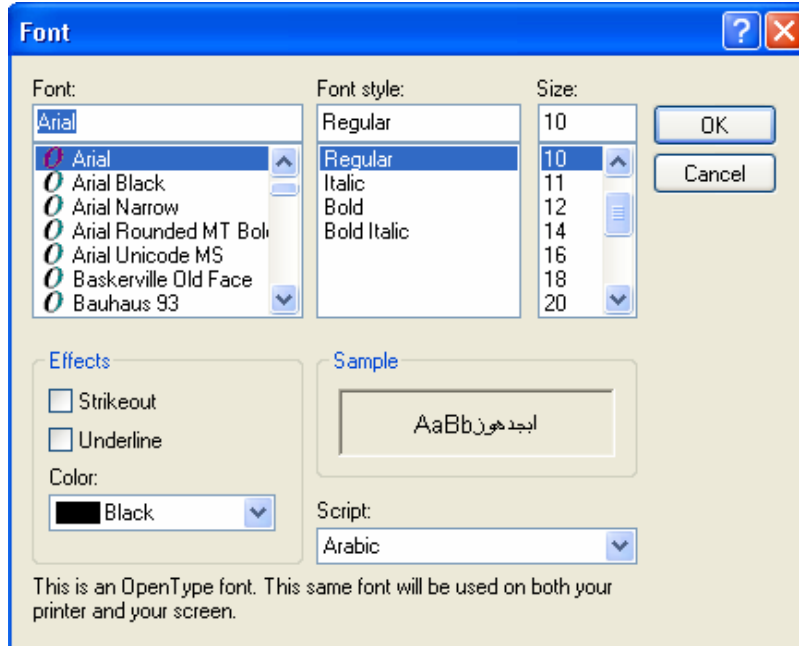 Font
Font:
Font style:
Size:
Arial
Regular
10
OK
Cancel
Arial
Arial Black
Arial Narrow
Arial Rounded MT Bol
Arial Unicode MS
Baskerville Old Face
Bauhaus 93
Regular
Italic
Bold
Bold Italic
10
11
12
14
16
18
20
Effects
Strikeout
Underline
Color:
Black
Sample
AaBbابجدهوز
Script:
Arabic
This is an OpenType font. This same font will be used on both your
printer and your screen.